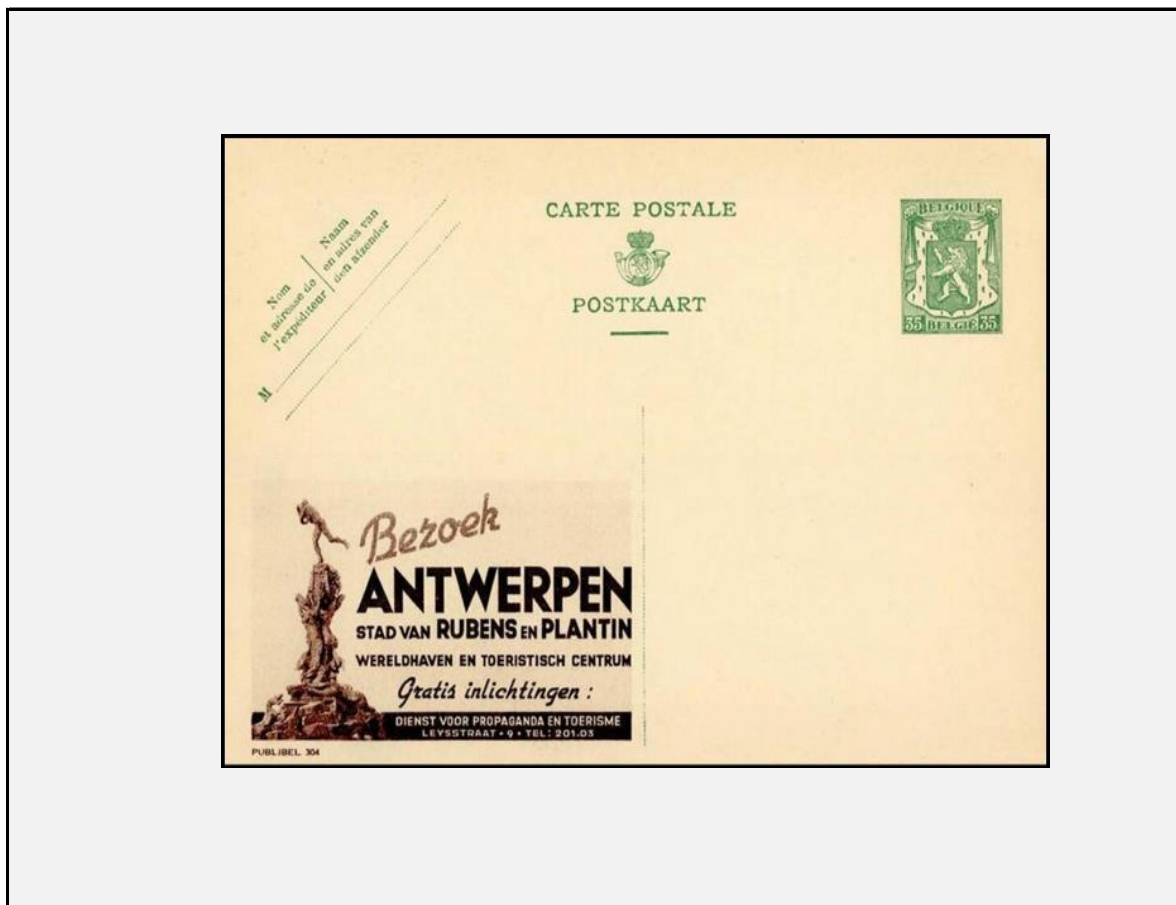 Nom
et adresse de
l'expéditeur
Naam
en adres van
den afzender
M
CARTE POSTALE
POSTKAART
BELGIQUE
35 BELGIË 35
Bezoek
ANTWERPEN
STAD VAN RUBENS EN PLANTIN
WERELDHAVEN EN TOERISTISCH CENTRUM
Gratis inlichtingen :
DIENST VOOR PROPAGANDA EN TOERISME
LEYSSTRAAT • 9 • TEL: 201.03
PUBLIBEL 304